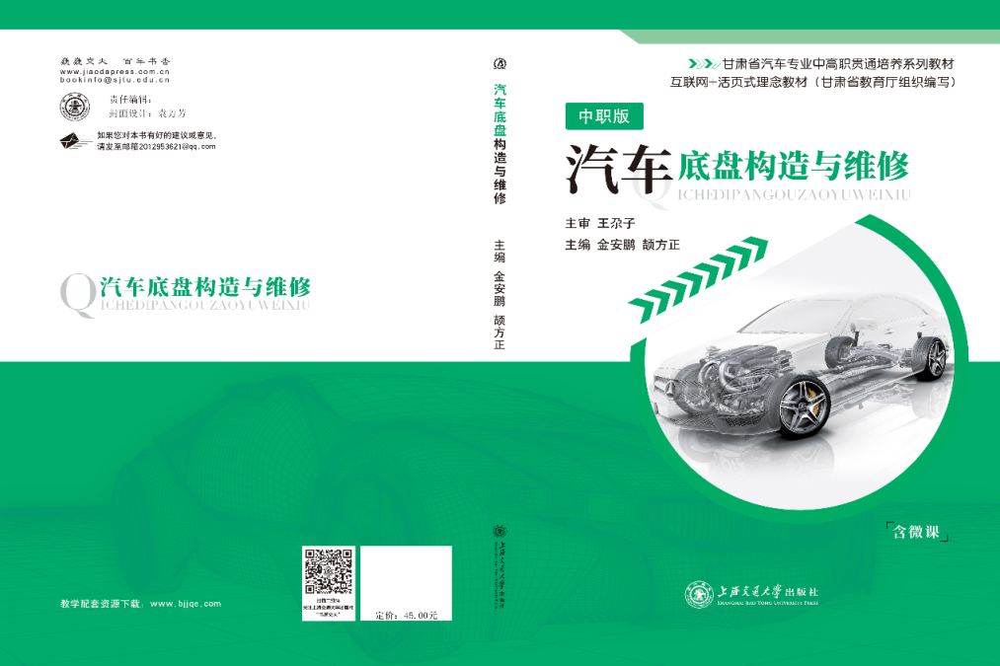 巍巍交大 百年书香
www.jiaodapress.com.cn
bookinfo@sjtu.edu.cn
责任编辑：
封面设计：袁方芳
如果您对本书有好的建议或意见，
请发至邮箱2012953621@qq.com
汽车底盘构造与维修
QICHEDIPANGOUZAOYUWEIXIU
教学配套资源下载：www.bjjqe.com
扫描二维码
关注上海交通大学出版社
“书更交大”
定价：45.00元
汽车底盘构造与维修
主编 金安鹏 颉方正
上海交通大学出版社
甘肃省汽车专业中高职贯通培养系列教材
互联网+活页式理念教材（甘肃省教育厅组织编写）
中职版
汽车底盘构造与维修
QICHEDIPANGOUZAOYUWEIXIU
主审 王尕子
主编 金安鹏 颉方正
含微课
上海交通大学出版社
SHANGHAI JIAO TONG UNIVERSITY PRESS